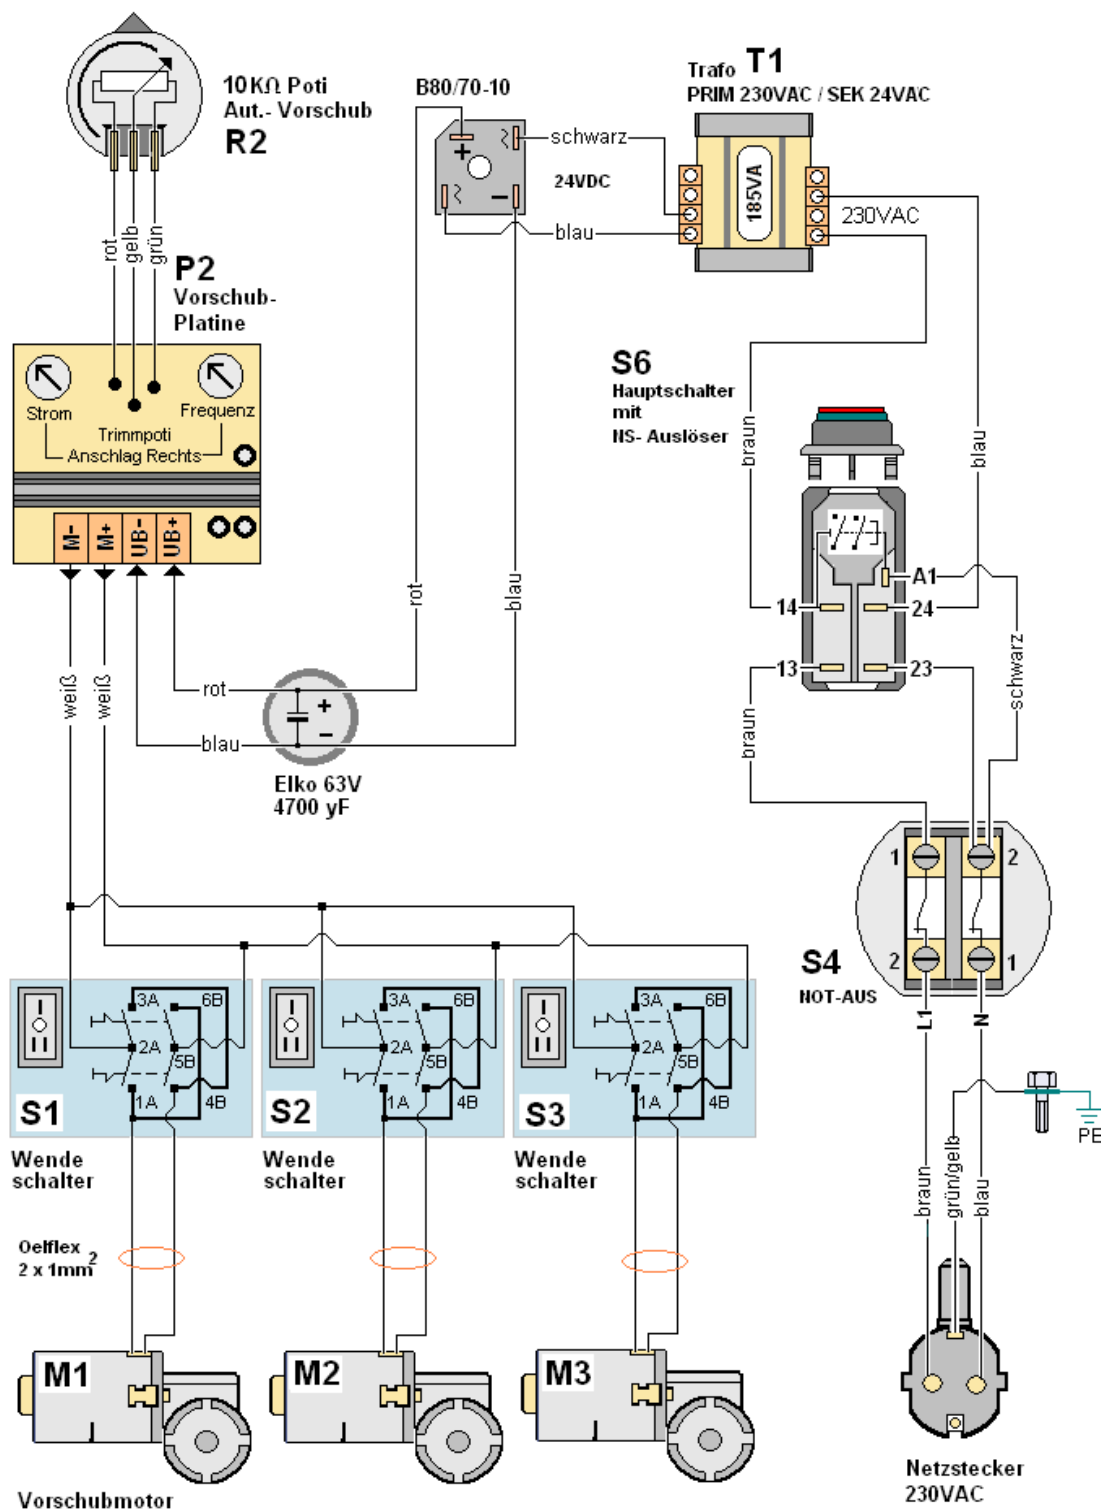 10KΩ Poti
Aut.- Vorschub
R2
B80/70-10
Trafo T1
PRIM 230VAC / SEK 24VAC
schwarz
24VDC
185VA
230VAC
blau
rot
gelb
grün
P2
Vorschub-
Platine
Strom
Frequenz
Trimmpoti
Anschlag Rechts
M-
M+
UB-
UB+
S6
Hauptschalter
mit
NS- Auslöser
braun
blau
A1
14
24
13
23
rot
blau
schwarz
braun
weiß
weiß
rot
blau
+
−
Elko 63V
4700 yF
1
2
2
1
S4
NOT-AUS
L1
N
3A
6B
2A
5B
1A
4B
S1
3A
6B
2A
5B
1A
4B
S2
3A
6B
2A
5B
1A
4B
S3
Wende
schalter
Wende
schalter
Wende
schalter
PE
braun
grün/gelb
blau
Oelflex
2 x 1mm²
M1
M2
M3
Vorschubmotor
Netzstecker
230VAC